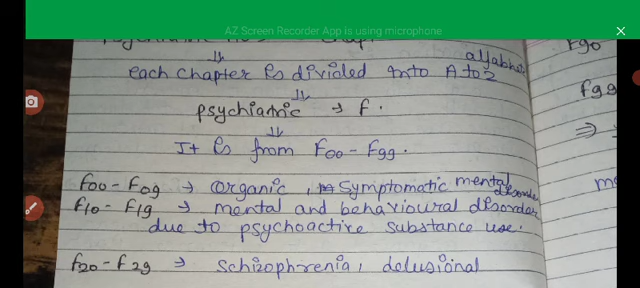 AZ Screen Recorder App is using microphone
alphabet
each chapter is divided into A to Z
psychiatric → f.
It is from F00 - F99.
F00 - F09 → organic, Symptomatic mental disorder
F10 - F19 → mental and behavioural disorder
due to psychoactive substance use.
F20 - F29 → schizophrenia, delusional
F90
F99